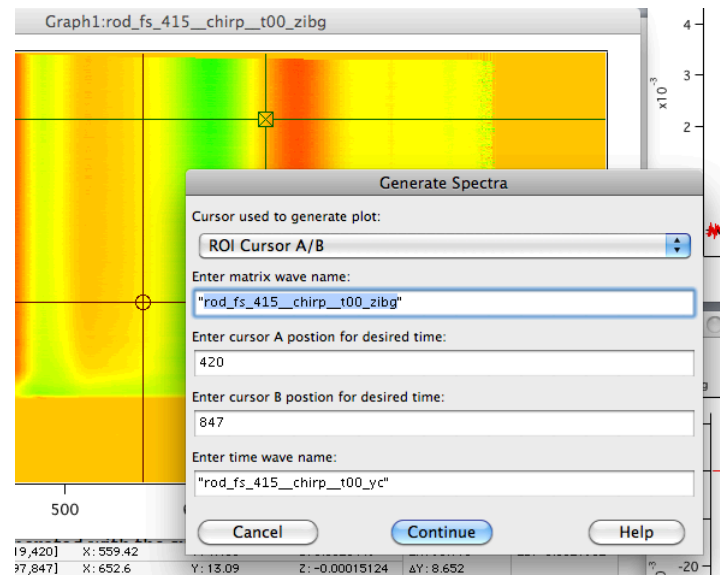 Graph1:rod_fs_415__chirp__t00_zibg
4
3
x10
-3
2
Generate Spectra
Cursor used to generate plot:
ROI Cursor A/B
Enter matrix wave name:
"rod_fs_415__chirp__t00_zibg"
Enter cursor A postion for desired time:
420
Enter cursor B postion for desired time:
847
Enter time wave name:
"rod_fs_415__chirp__t00_yc"
500
Cancel
Continue
Help
19,420] X: 559.42
97,847] X: 652.6 Y: 13.09 Z: -0.00015124 ΔY: 8.652
-20